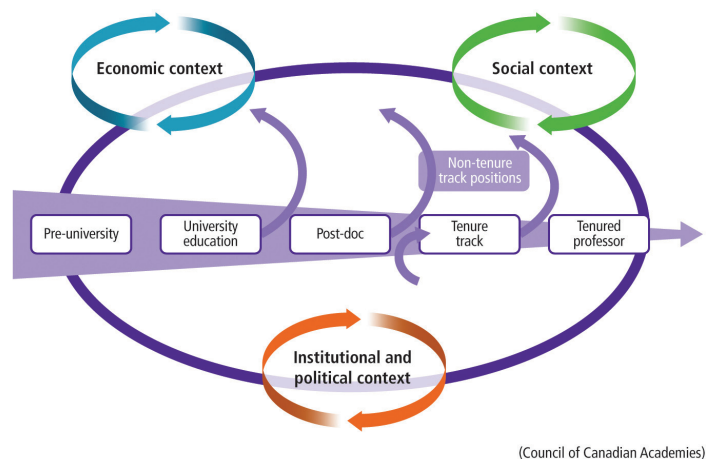 Economic context
Social context
Non-tenure
track positions
Pre-university
University
education
Post-doc
Tenure
track
Tenured
professor
Institutional and
political context
(Council of Canadian Academies)